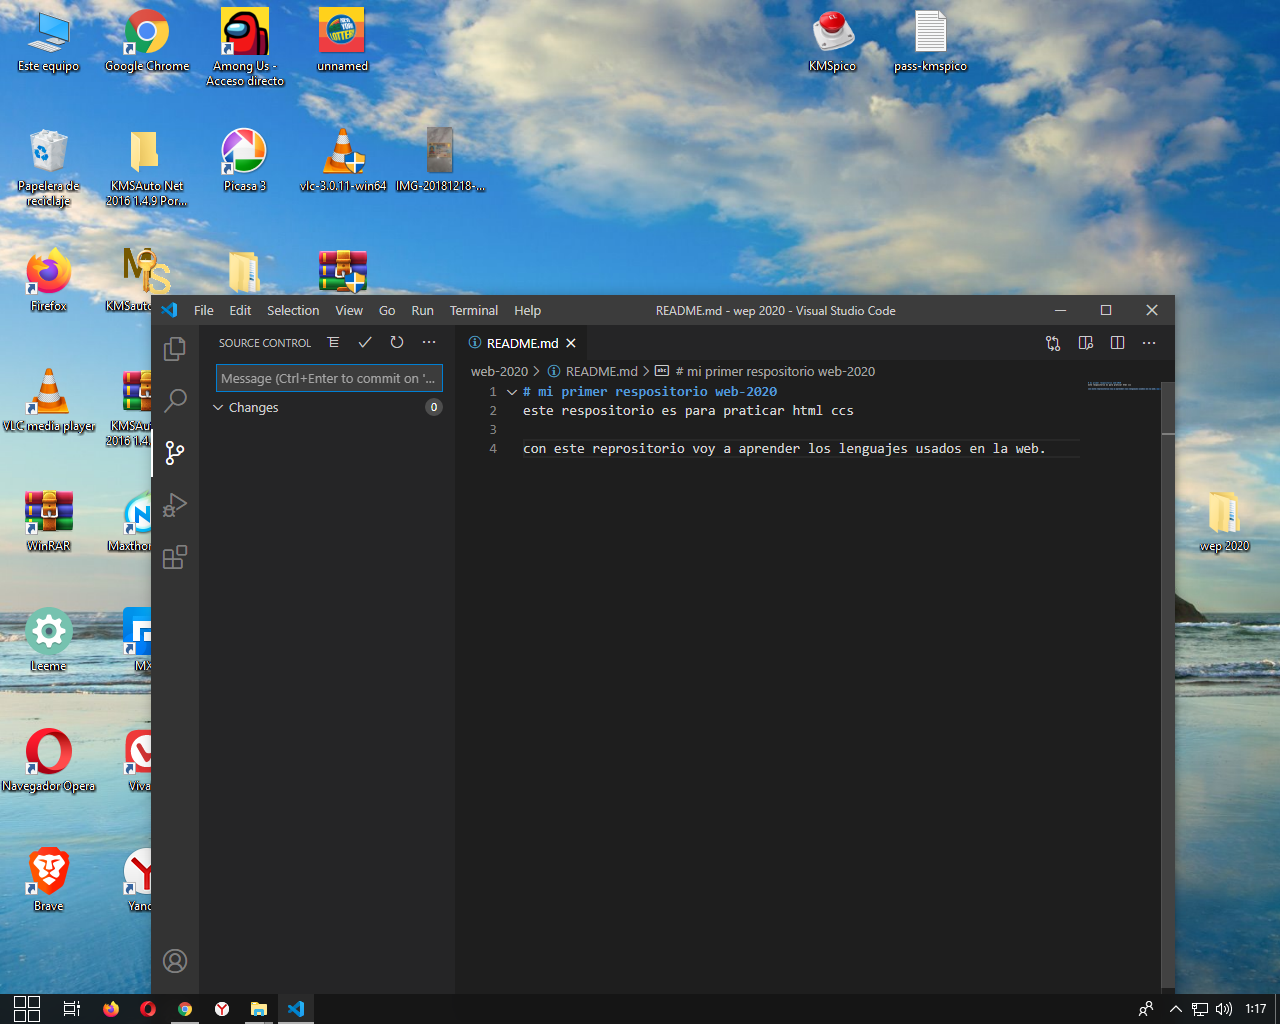 Este equipo
Google Chrome
Among Us -
Acceso directo
unnamed
KMSpico
pass-kmspico
Papelera de
reciclaje
KMSAuto Net
2016 1.4.9 Por...
Picasa 3
vlc-3.0.11-win64
IMG-20181218-...
Firefox
KMSauto
File Edit Selection View Go Run Terminal Help
README.md - wep 2020 - Visual Studio Code
SOURCE CONTROL
README.md
Message (Ctrl+Enter to commit on '...
web-2020 > README.md > # mi primer respositorio web-2020
Changes 0
1 # mi primer respositorio web-2020
2 este respositorio es para praticar html ccs
3
4 con este reprositorio voy a aprender los lenguajes usados en la web.
VLC media player
KMSAuto
2016 1.4.
WinRAR
Maxthon
wep 2020
Leeme
MX
Navegador Opera
Viva
Brave
Yand
1:17